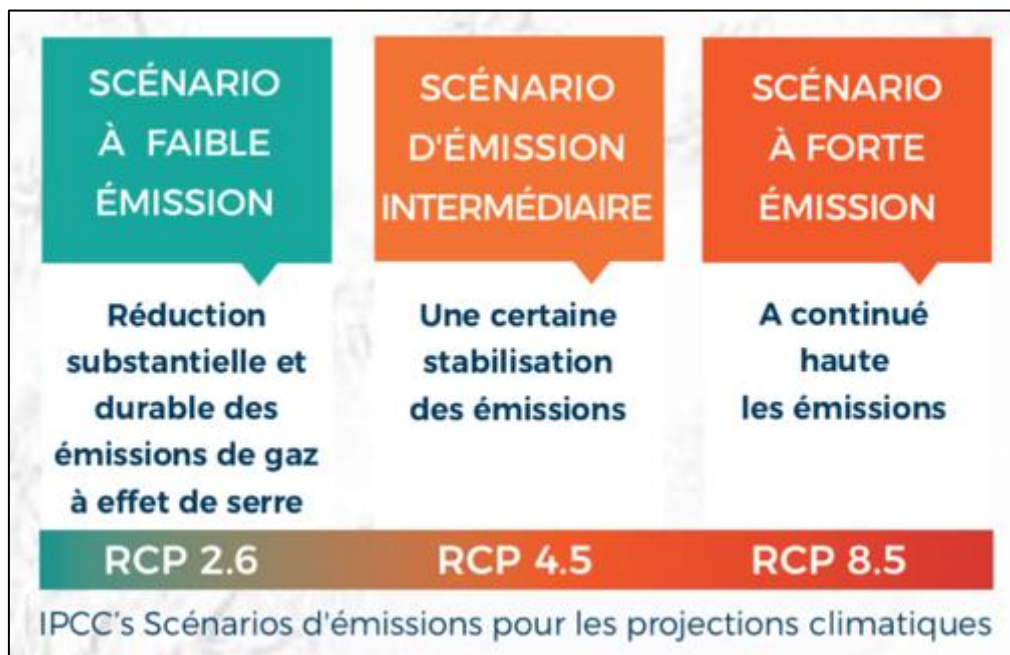 SCÉNARIO
À FAIBLE
ÉMISSION
Réduction
substantielle et
durable des
émissions de gaz
à effet de serre
SCÉNARIO
D'ÉMISSION
INTERMÉDIAIRE
Une certaine
stabilisation
des émissions
SCÉNARIO
À FORTE
ÉMISSION
A continué
haute
les émissions
RCP 2.6
RCP 4.5
RCP 8.5
IPCC's Scénarios d'émissions pour les projections climatiques